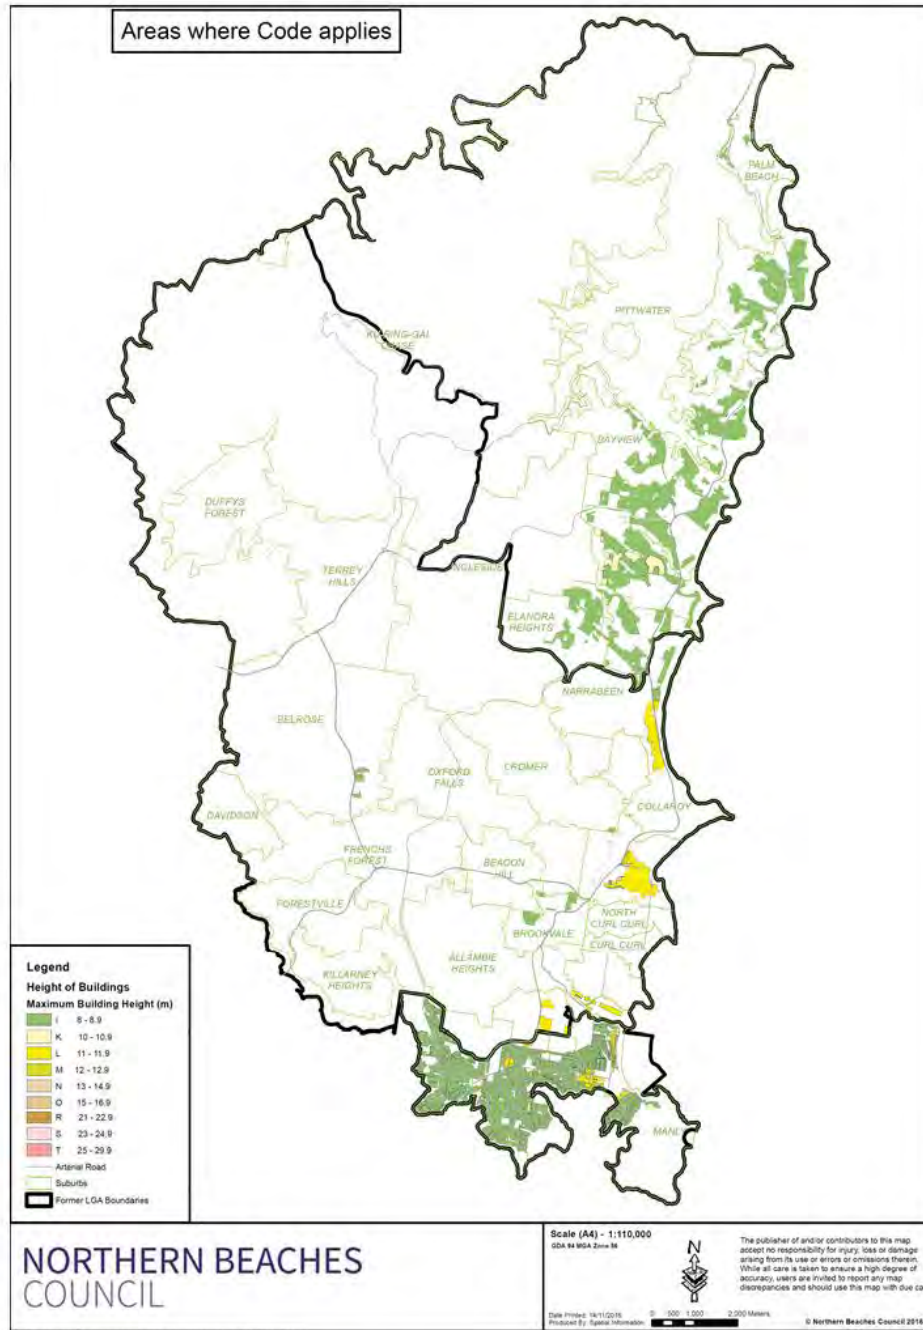 Areas where Code applies
PALM
BEACH
PITTWATER
KU-RING-GAI
CHASE
BAYVIEW
DUFFYS
FOREST
TERREY
HILLS
INGLESIDE
ELANORA
HEIGHTS
NARRABEEN
BELROSE
OXFORD
FALLS
CROMER
COLLAROY
DAVIDSON
FRENCHS
FOREST
BEACON
HILL
FORESTVILLE
NORTH
CURL CURL
BROOKVALE
CURL CURL
ALLAMBIE
HEIGHTS
KILLARNEY
HEIGHTS
MANLY
Legend
Height of Buildings
Maximum Building Height (m)
I 8 - 8.9
K 10 - 10.9
L 11 - 11.9
M 12 - 12.9
N 13 - 14.9
O 15 - 16.9
R 21 - 22.9
S 23 - 24.9
T 25 - 29.9
Arterial Road
Suburbs
Former LGA Boundaries
NORTHERN BEACHES
COUNCIL
Scale (A4) - 1:110,000
GDA 94 MGA Zone 56
N
Produced By: Spatial Information
0 500 1,000 2,000 Meters
The publisher of and/or contributors to this map
accept no responsibility for injury, loss or damage
arising from its use or errors or omissions therein.
While all care is taken to ensure a high degree of
accuracy, users are invited to report any map
discrepancies and should use this map with due ca
© Northern Beaches Council 201